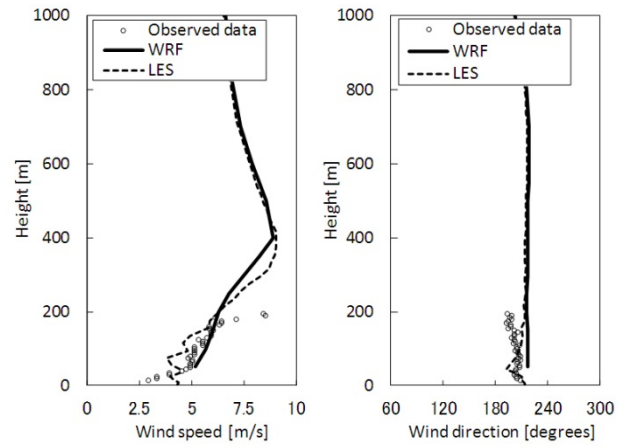 1000
800
600
400
200
0
Height [m]
Observed data
WRF
LES
0
2.5
5
7.5
10
Wind speed [m/s]
1000
800
600
400
200
0
Height [m]
Observed data
WRF
LES
60
120
180
240
300
Wind direction [degrees]